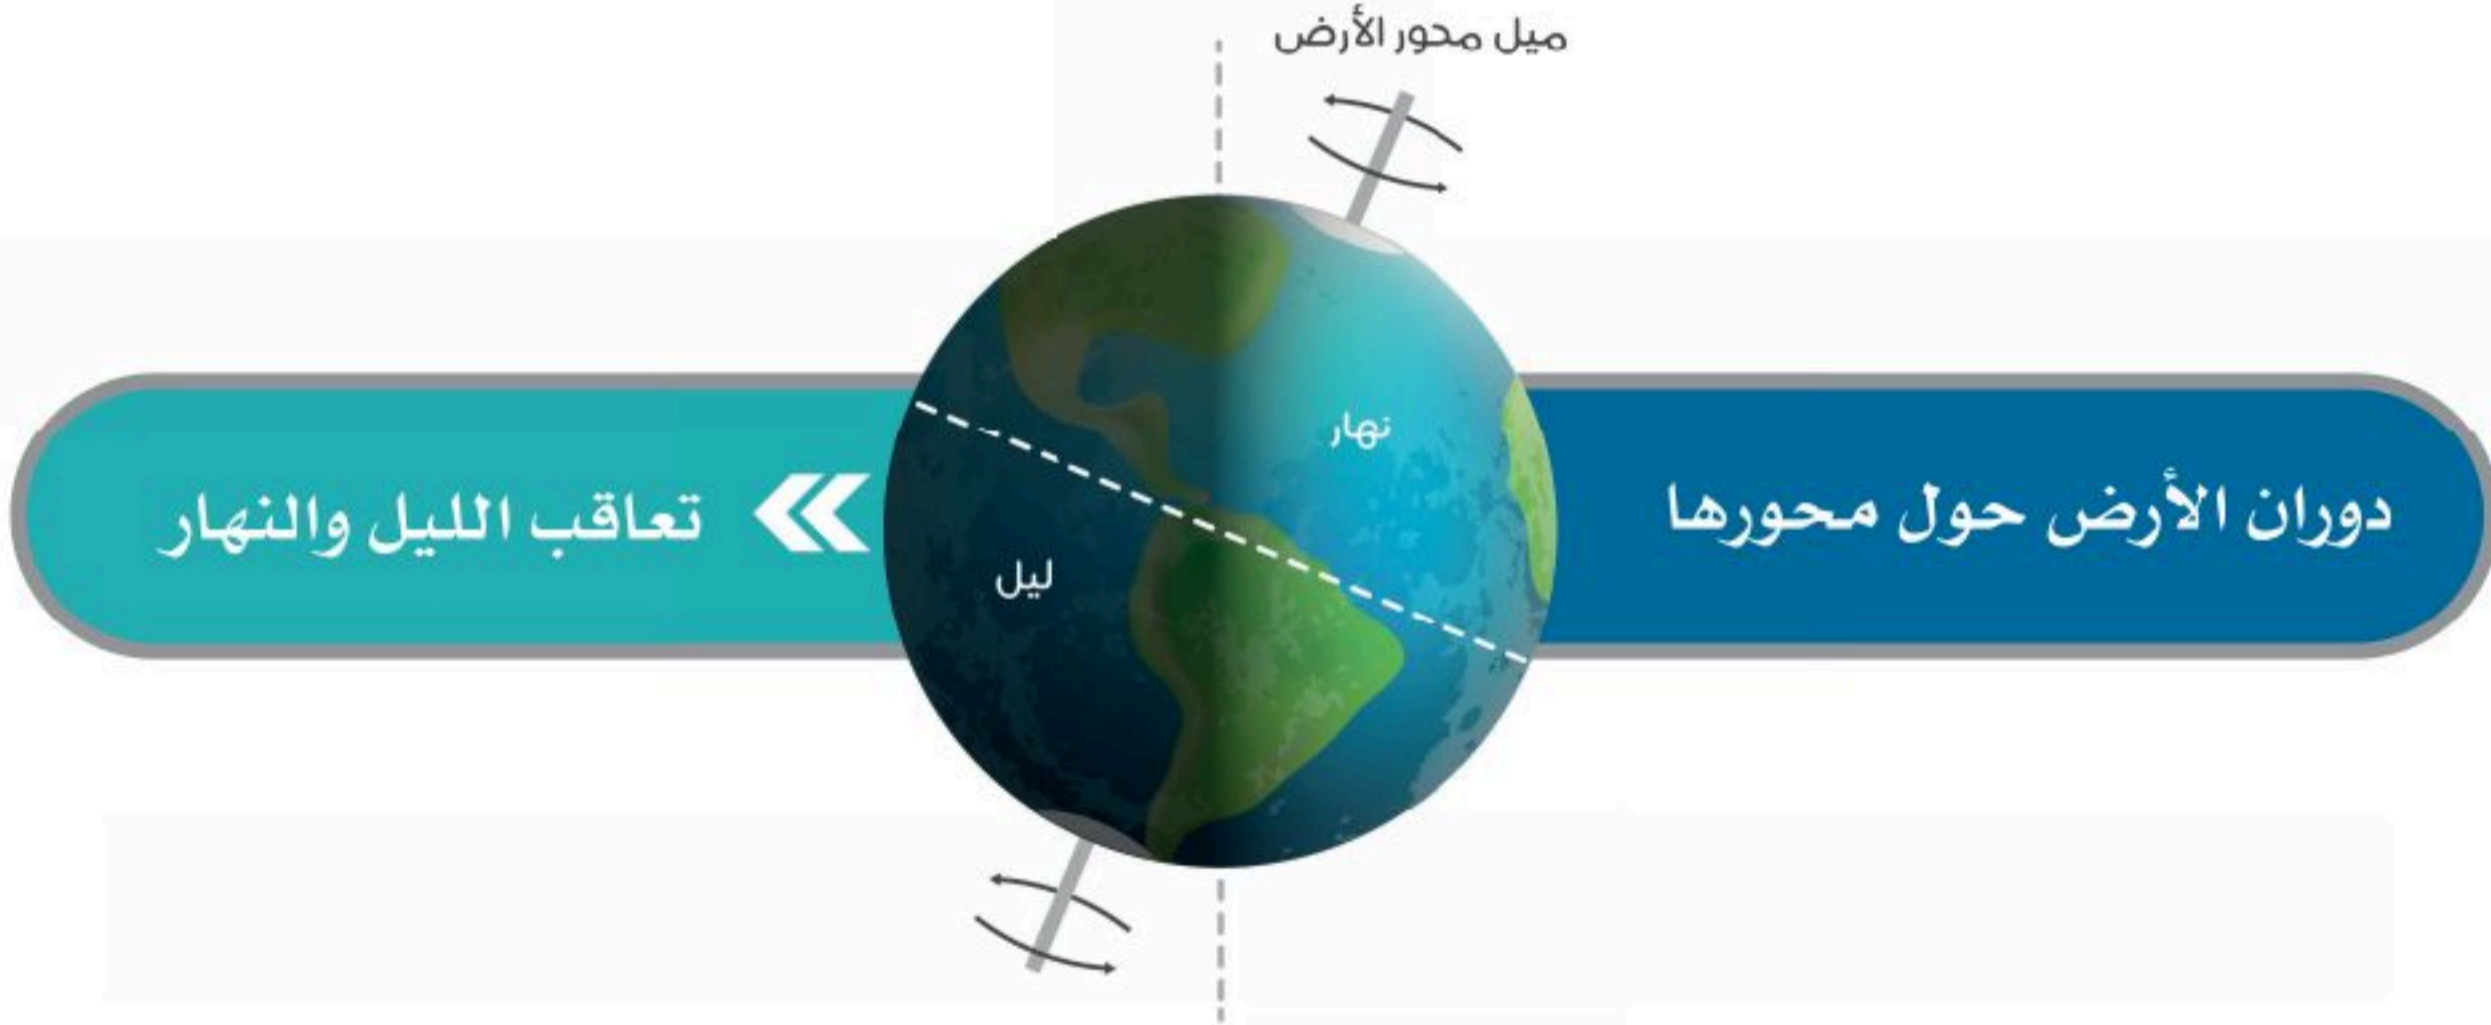 ميل محور الأرض
دوران الأرض حول محورها
نهار
ليل
تعاقب الليل والنهار